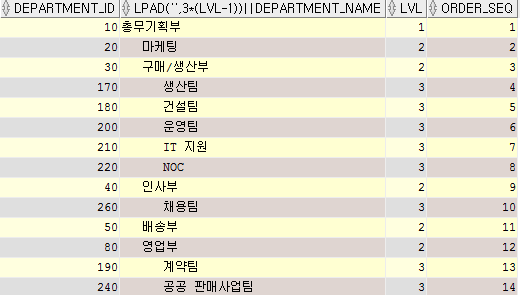 DEPARTMENT_ID LPAD('',3*(LVL-1))||DEPARTMENT_NAME LVL ORDER_SEQ
10 총무기획부 1 1
20 마케팅 2 2
30 구매/생산부 2 3
170 생산팀 3 4
180 건설팀 3 5
200 운영팀 3 6
210 IT 지원 3 7
220 NOC 3 8
40 인사부 2 9
260 채용팀 3 10
50 배송부 2 11
80 영업부 2 12
190 계약팀 3 13
240 공공 판매사업팀 3 14